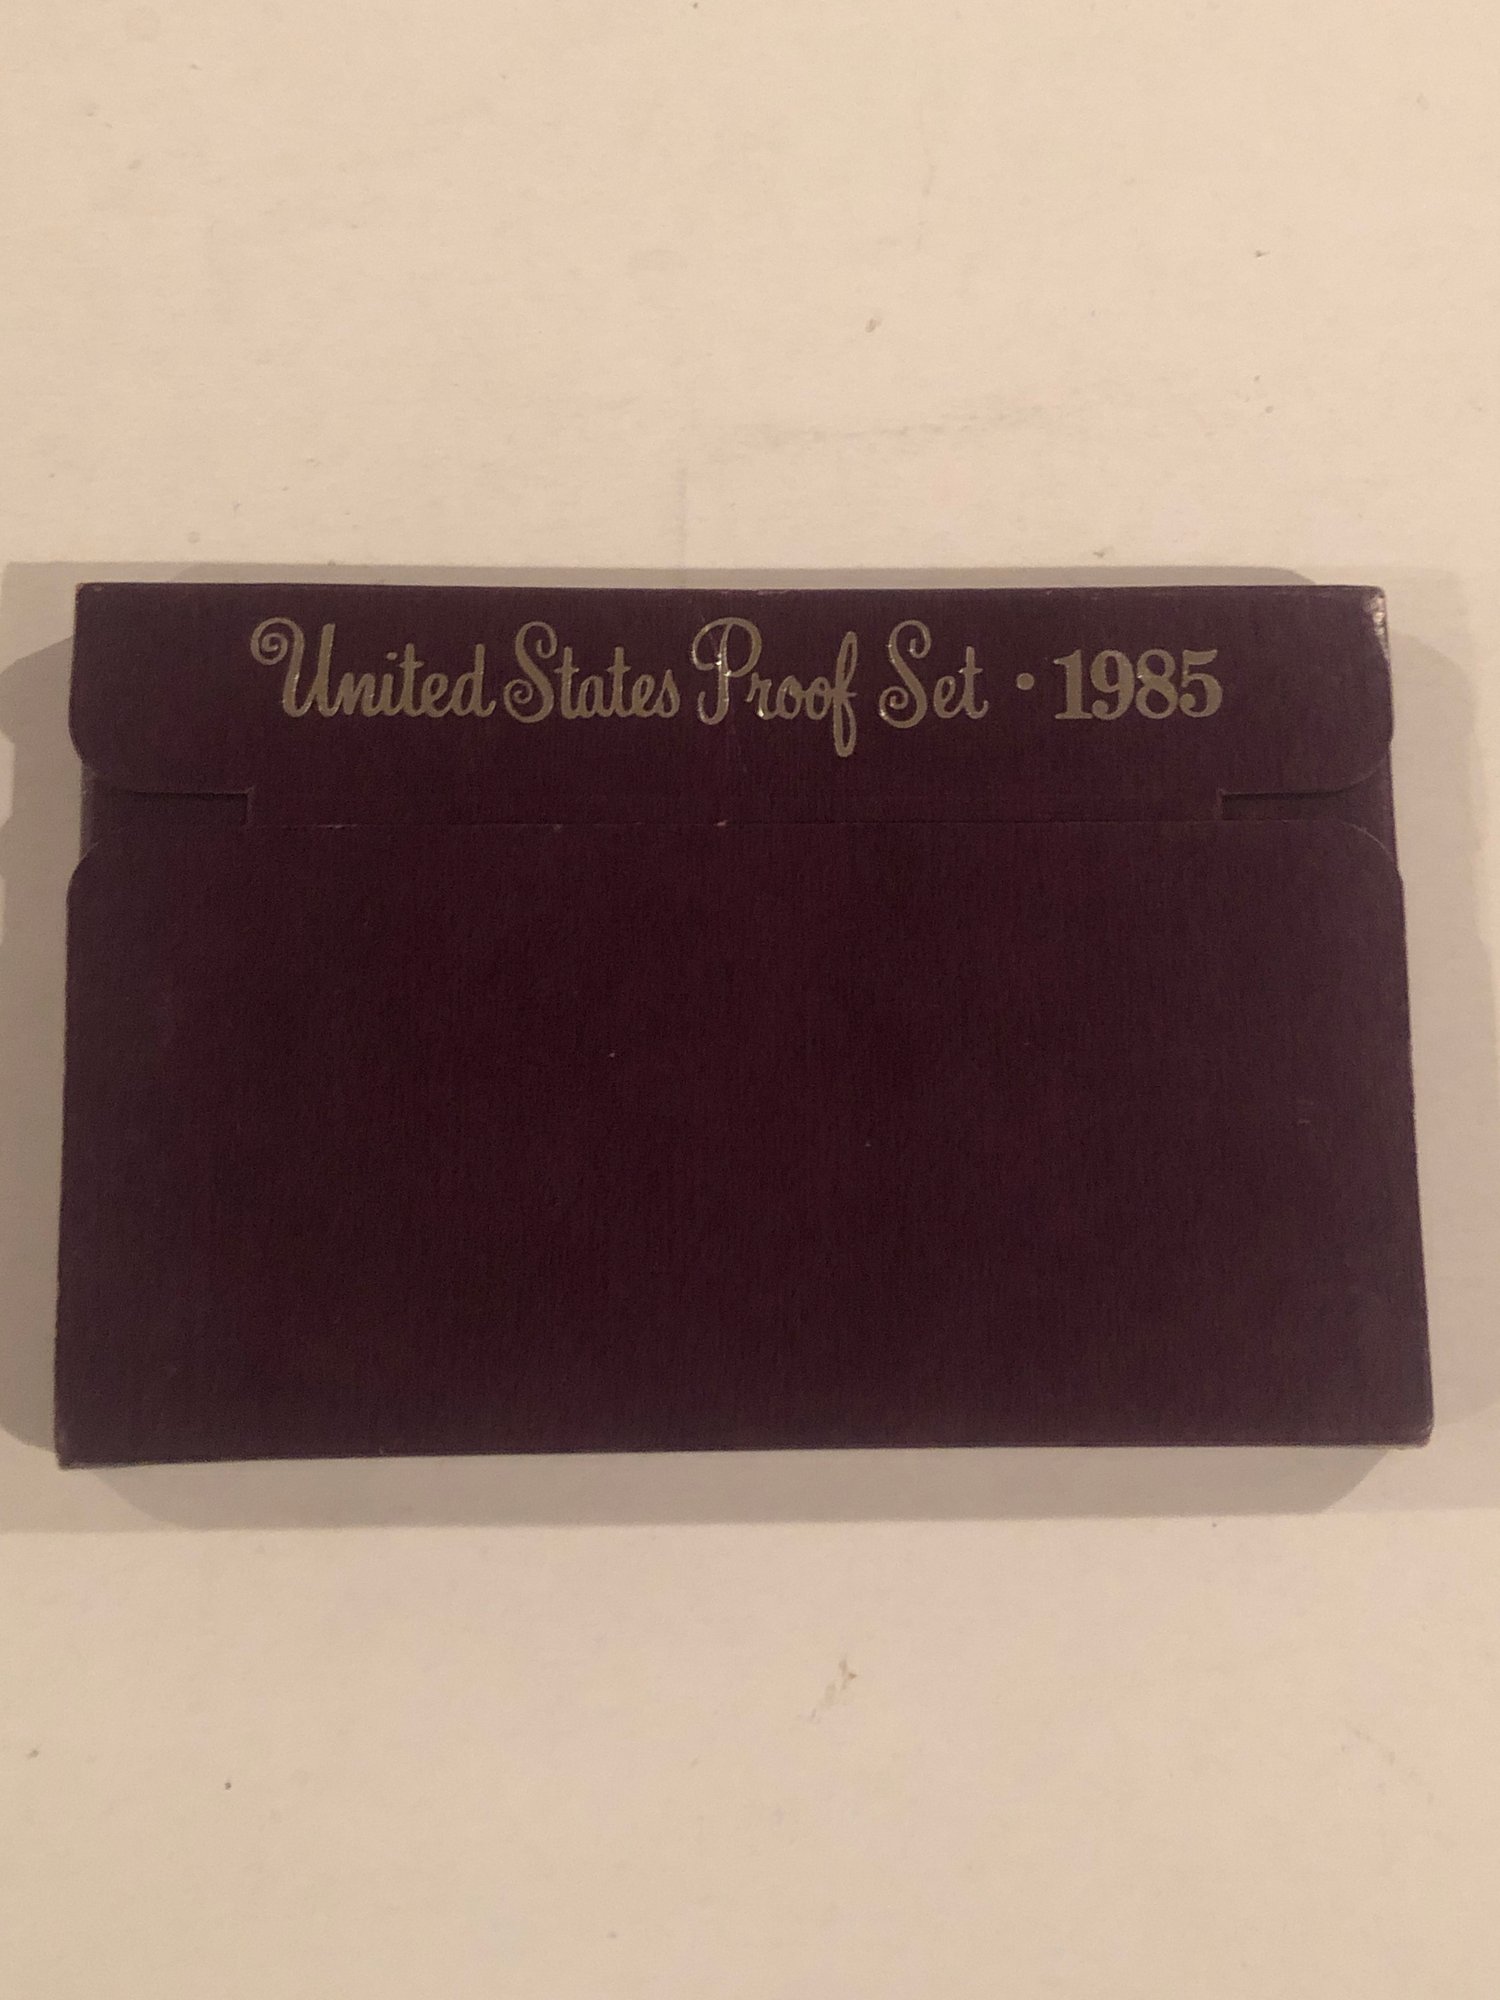 United States Proof Set · 1985